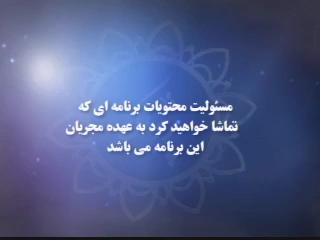 مسئولیت محتویات برنامه ای که
تماشا خواهید کرد به عهده مجریان
این برنامه می باشد